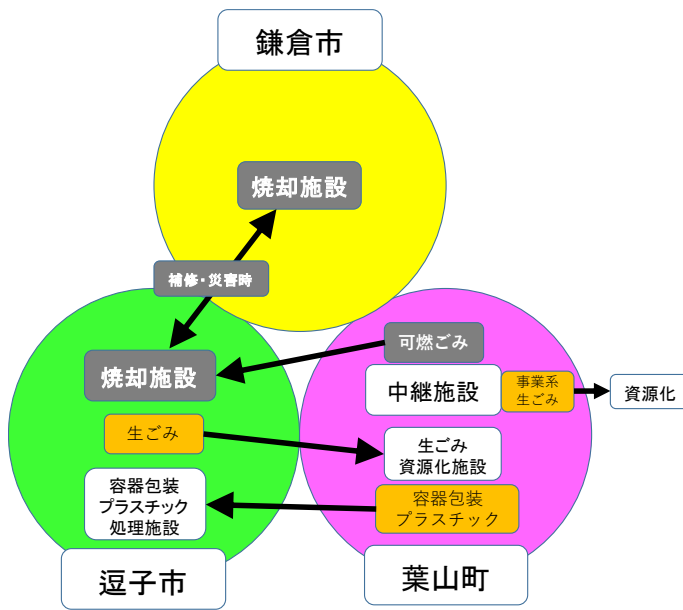 鎌倉市
焼却施設
補修・災害時
焼却施設
生ごみ
容器包装
プラスチック
処理施設
逗子市
可燃ごみ
中継施設
事業系
生ごみ
資源化
生ごみ
資源化施設
容器包装
プラスチック
葉山町